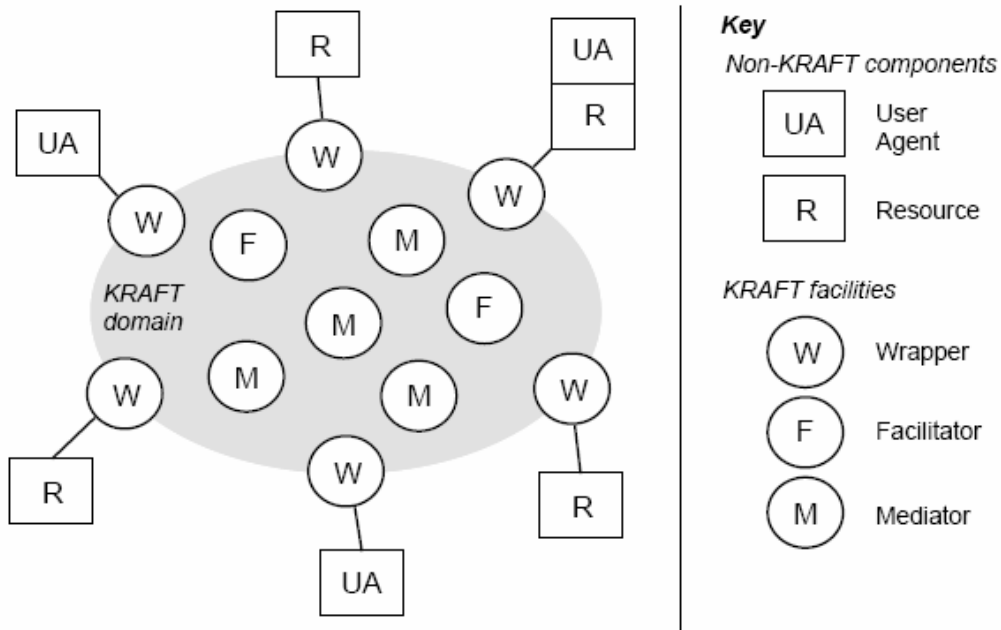 R
UA
R
UA
W
W
W
F
M
KRAFT
domain
M
F
M
M
W
W
W
R
R
UA
Key
Non-KRAFT components
UA
User
Agent
R
Resource
KRAFT facilities
W
Wrapper
F
Facilitator
M
Mediator